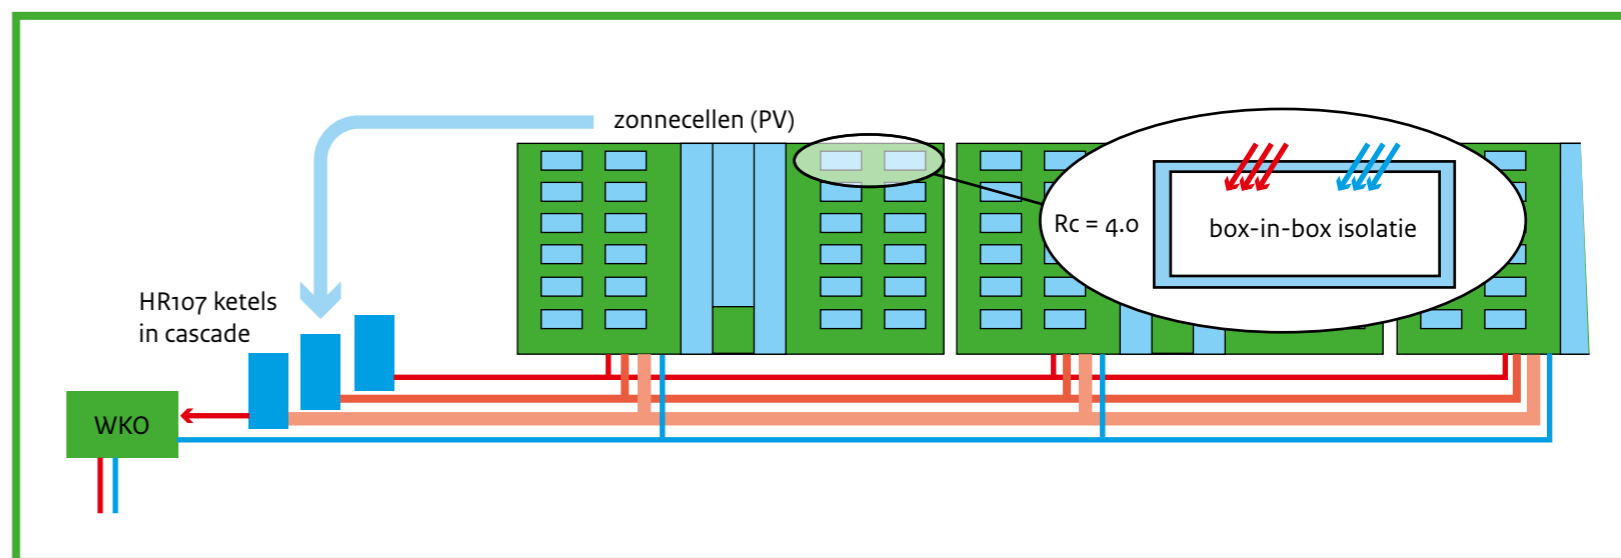 zonnecellen (PV)
Rc = 4.0
box-in-box isolatie
HR107 ketels
in cascade
WKO